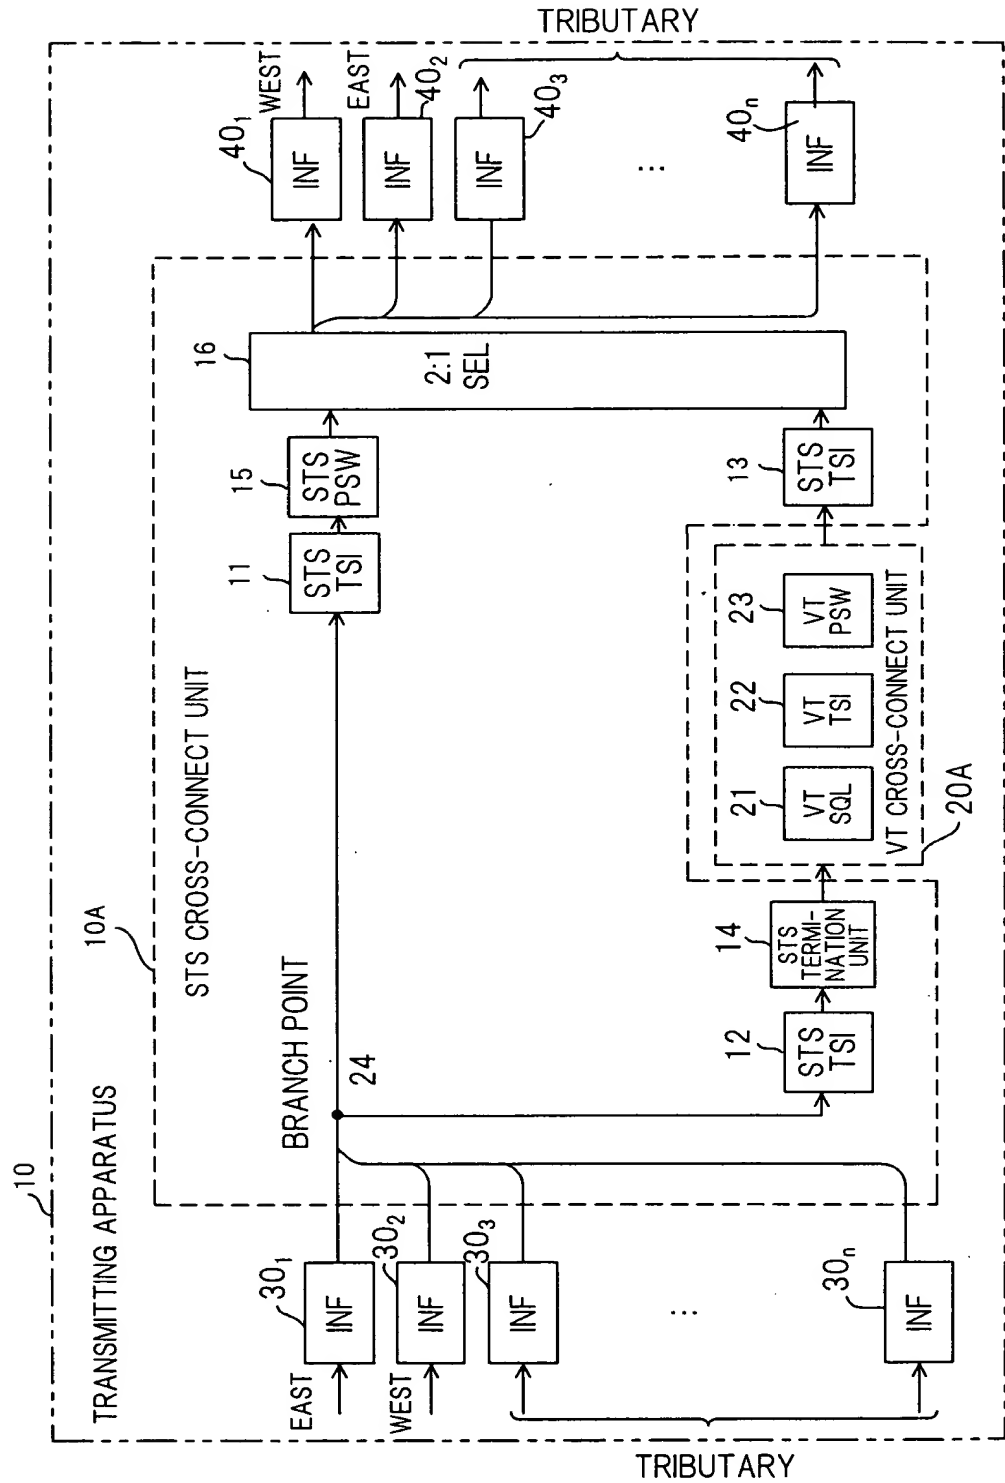 10
TRANSMITTING APPARATUS
10A
STS CROSS-CONNECT UNIT
EAST
30₁
INF
WEST
30₂
INF
30₃
INF
...
30ₙ
INF
TRIBUTARY
BRANCH POINT
24
11
STS
TSI
15
STS
PSW
12
STS
TSI
14
STS
TERMI-
NATION
UNIT
21
VT
SQL
22
VT
TSI
23
VT
PSW
VT CROSS-CONNECT UNIT
20A
13
STS
TSI
16
2:1
SEL
40₁
INF
WEST
40₂
INF
EAST
40₃
INF
...
40ₙ
INF
TRIBUTARY